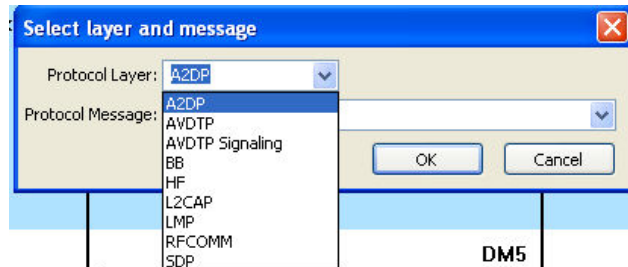 Select layer and message
Protocol Layer: A2DP
A2DP
Protocol Message:
AVDTP
AVDTP Signaling
BB
OK Cancel
HF
L2CAP
LMP
RFCOMM
DM5
SDP